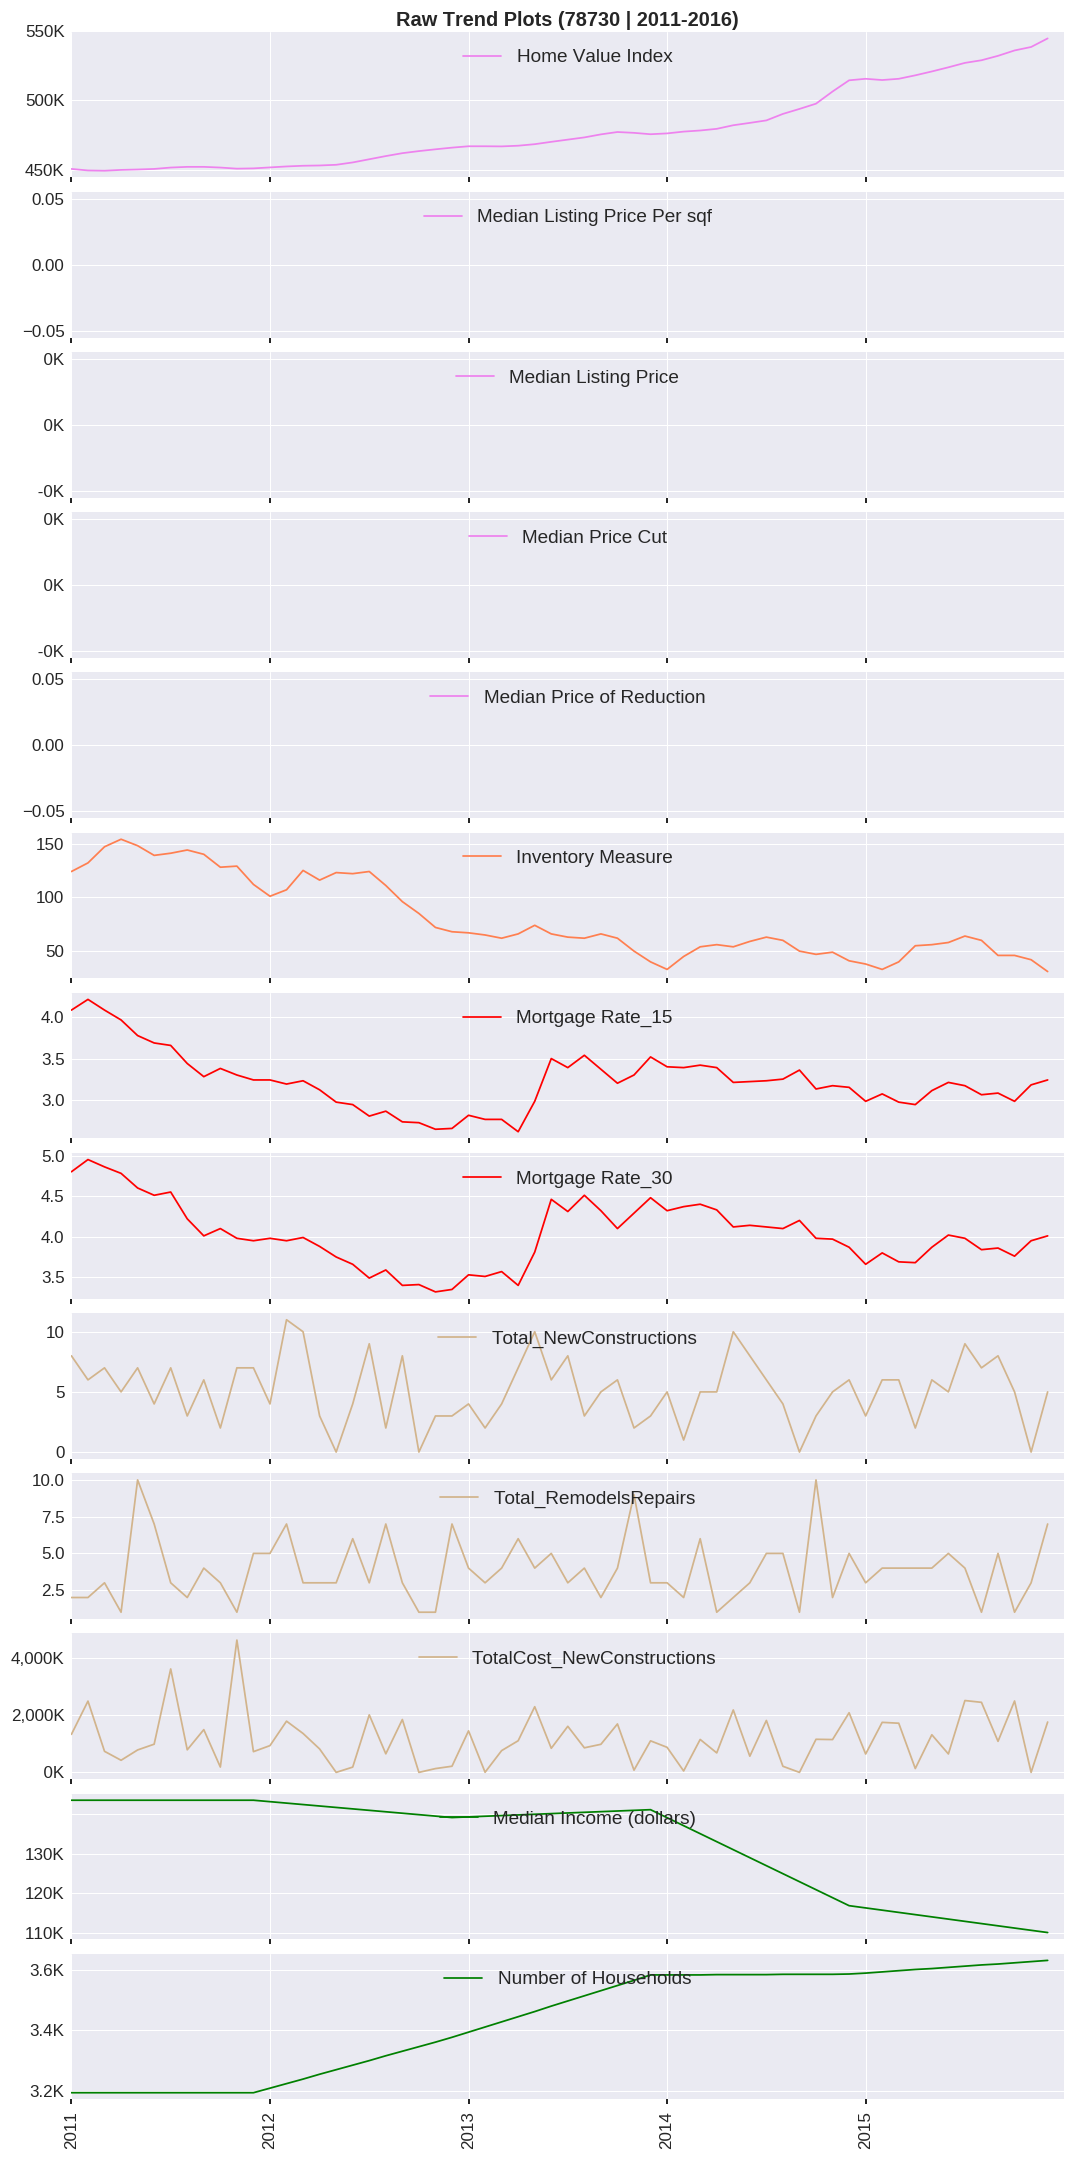 Raw Trend Plots (78730 | 2011-2016)
550K
Home Value Index
500K
450K
0.05
Median Listing Price Per sqf
0.00
−0.05
0K
Median Listing Price
0K
-0K
0K
Median Price Cut
0K
-0K
0.05
Median Price of Reduction
0.00
−0.05
150
Inventory Measure
100
50
4.0
Mortgage Rate_15
3.5
3.0
5.0
Mortgage Rate_30
4.5
4.0
3.5
10
Total_NewConstructions
5
0
10.0
Total_RemodelsRepairs
7.5
5.0
2.5
4,000K
TotalCost_NewConstructions
2,000K
0K
Median Income (dollars)
130K
120K
110K
3.6K
Number of Households
3.4K
3.2K
2011 2012 2013 2014 2015